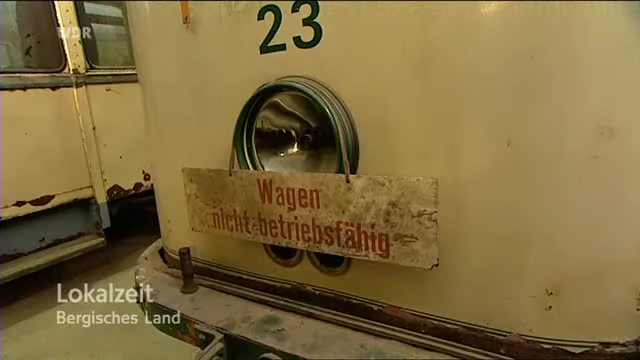 WDR
23
Wagen
nicht betriebsfähig
Lokalzeit
Bergisches Land